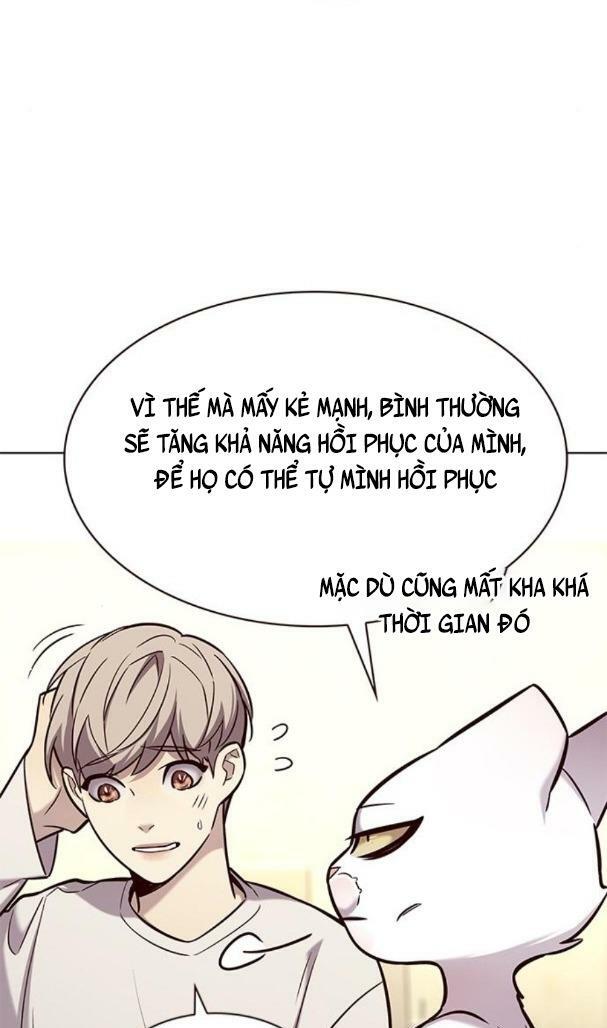 VÌ THẾ MÀ MẤY KẺ MẠNH, BÌNH THƯỜNG
SẼ TĂNG KHẢ NĂNG HỒI PHỤC CỦA MÌNH,
ĐỂ HỌ CÓ THỂ TỰ MÌNH HỒI PHỤC
MẶC DÙ CŨNG MẤT KHA KHÁ
THỜI GIAN ĐÓ